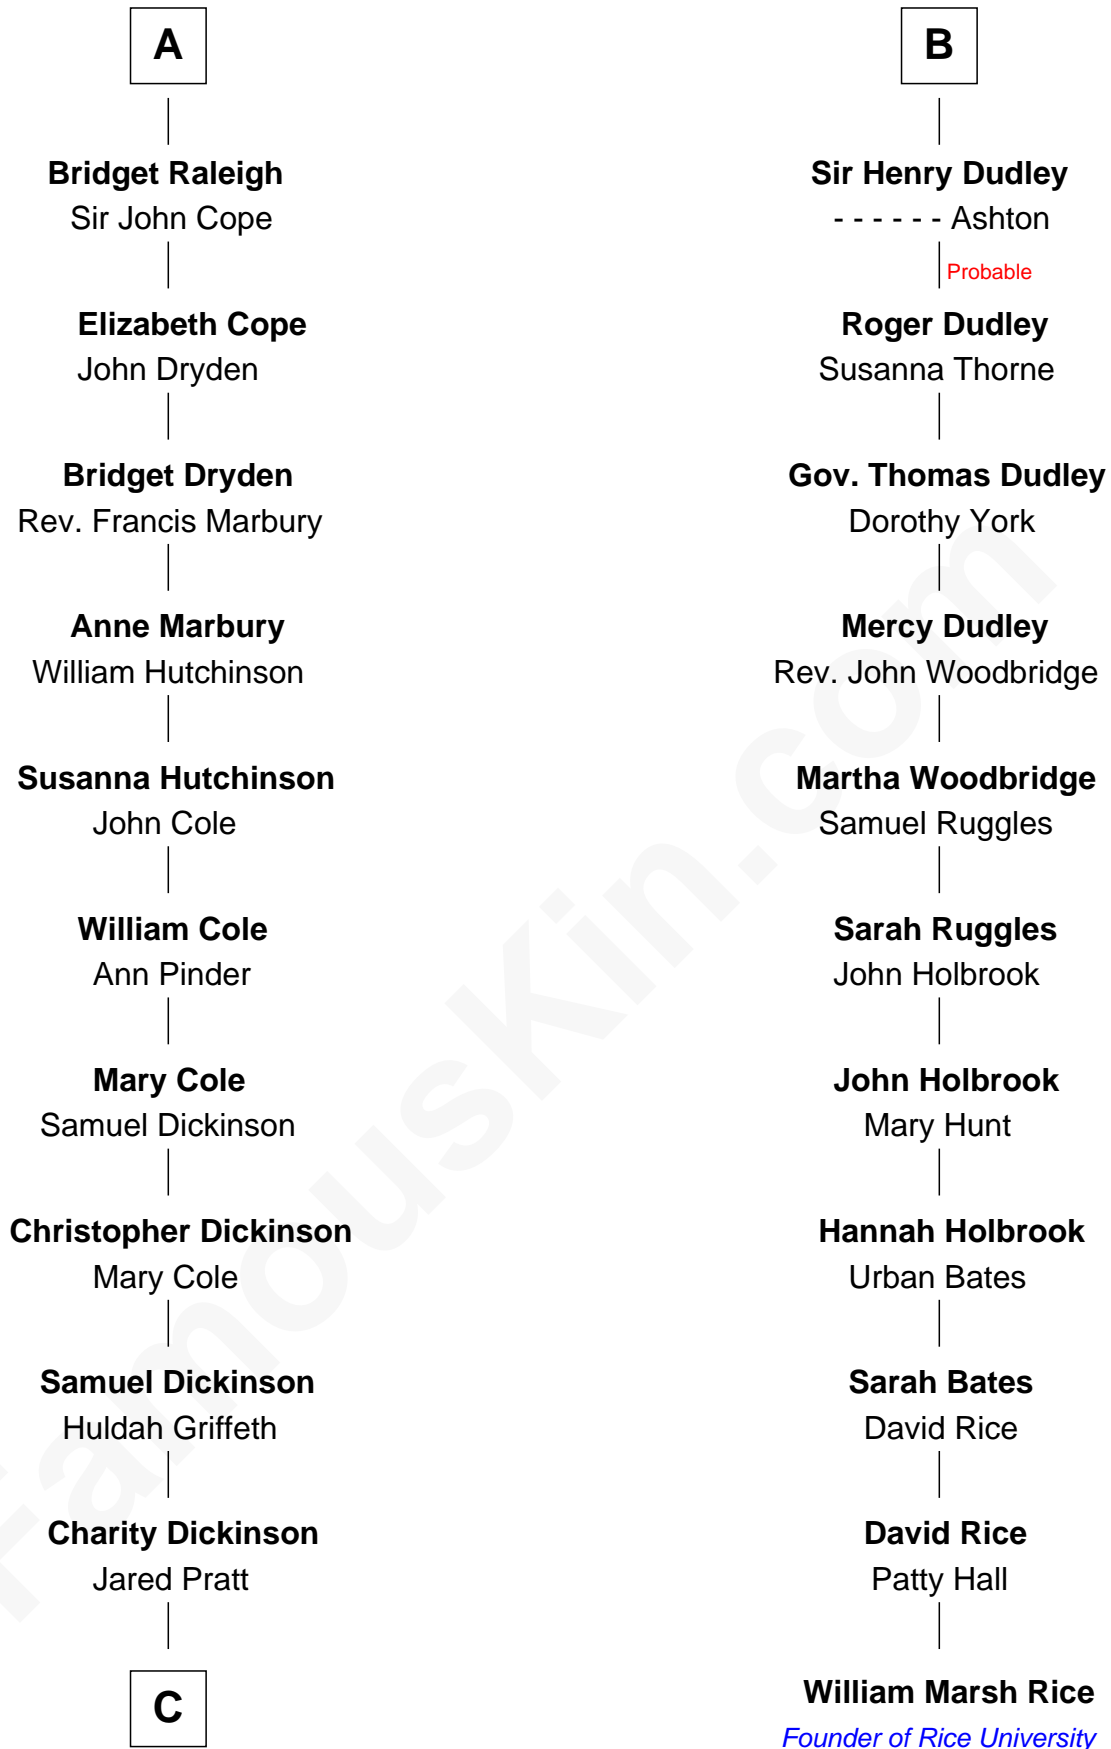 A
Bridget Raleigh
Sir John Cope
Elizabeth Cope
John Dryden
Bridget Dryden
Rev. Francis Marbury
Anne Marbury
William Hutchinson
Susanna Hutchinson
John Cole
William Cole
Ann Pinder
Mary Cole
Samuel Dickinson
Christopher Dickinson
Mary Cole
Samuel Dickinson
Huldah Griffeth
Charity Dickinson
Jared Pratt
C
B
Sir Henry Dudley
- - - - - - Ashton
Probable
Roger Dudley
Susanna Thorne
Gov. Thomas Dudley
Dorothy York
Mercy Dudley
Rev. John Woodbridge
Martha Woodbridge
Samuel Ruggles
Sarah Ruggles
John Holbrook
John Holbrook
Mary Hunt
Hannah Holbrook
Urban Bates
Sarah Bates
David Rice
David Rice
Patty Hall
William Marsh Rice
Founder of Rice University
FamousKin.com